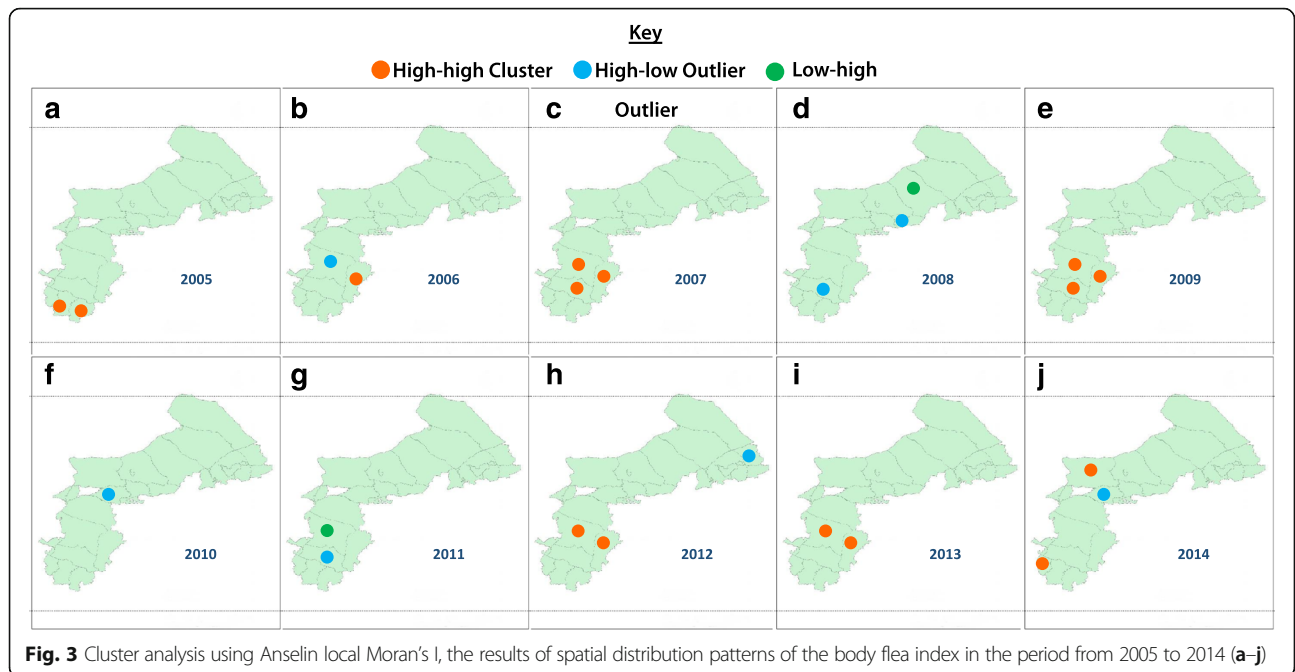 Key
High-high Cluster High-low Outlier Low-high
a b c Outlier d e
2005 2006 2007 2008 2009
f g h i j
2010 2011 2012 2013 2014
Fig. 3 Cluster analysis using Anselin local Moran's I, the results of spatial distribution patterns of the body flea index in the period from 2005 to 2014 (a–j)